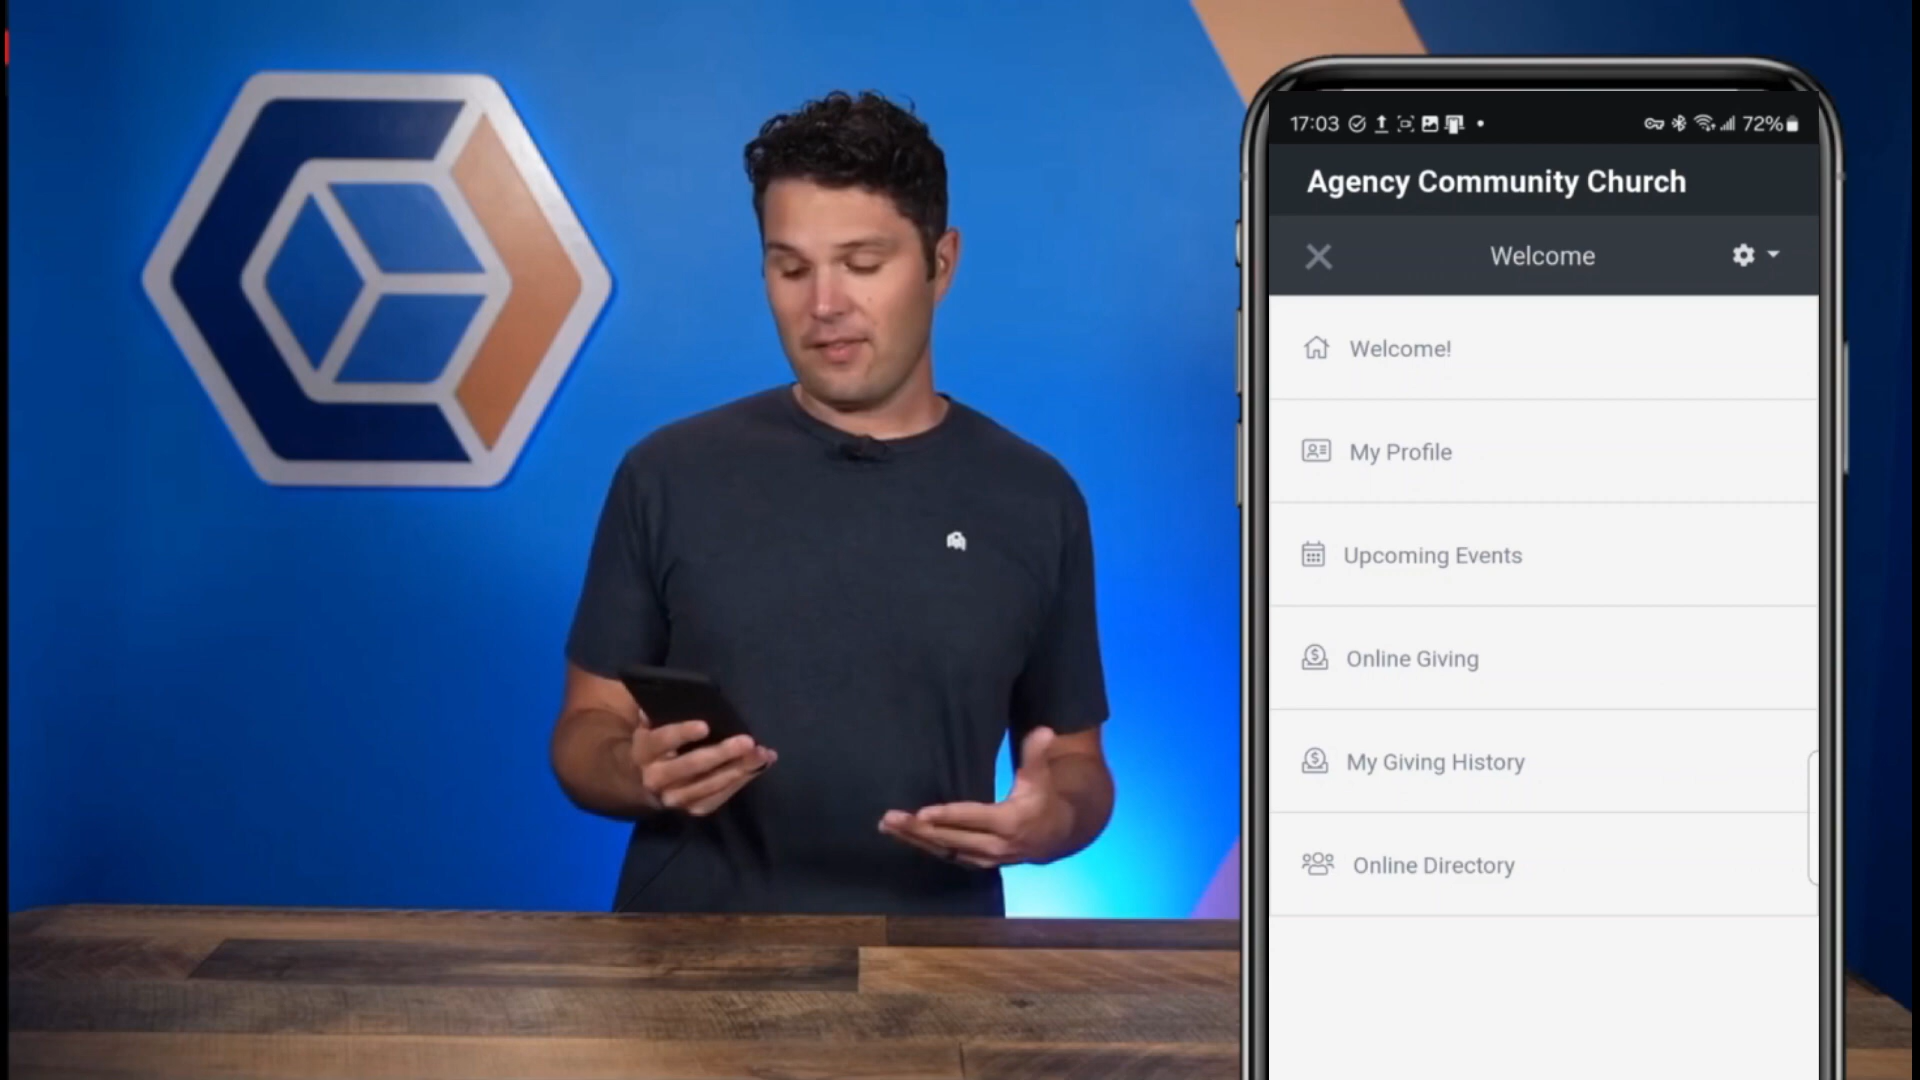 17:03 72%
Agency Community Church
Welcome
Welcome!
My Profile
Upcoming Events
Online Giving
My Giving History
Online Directory